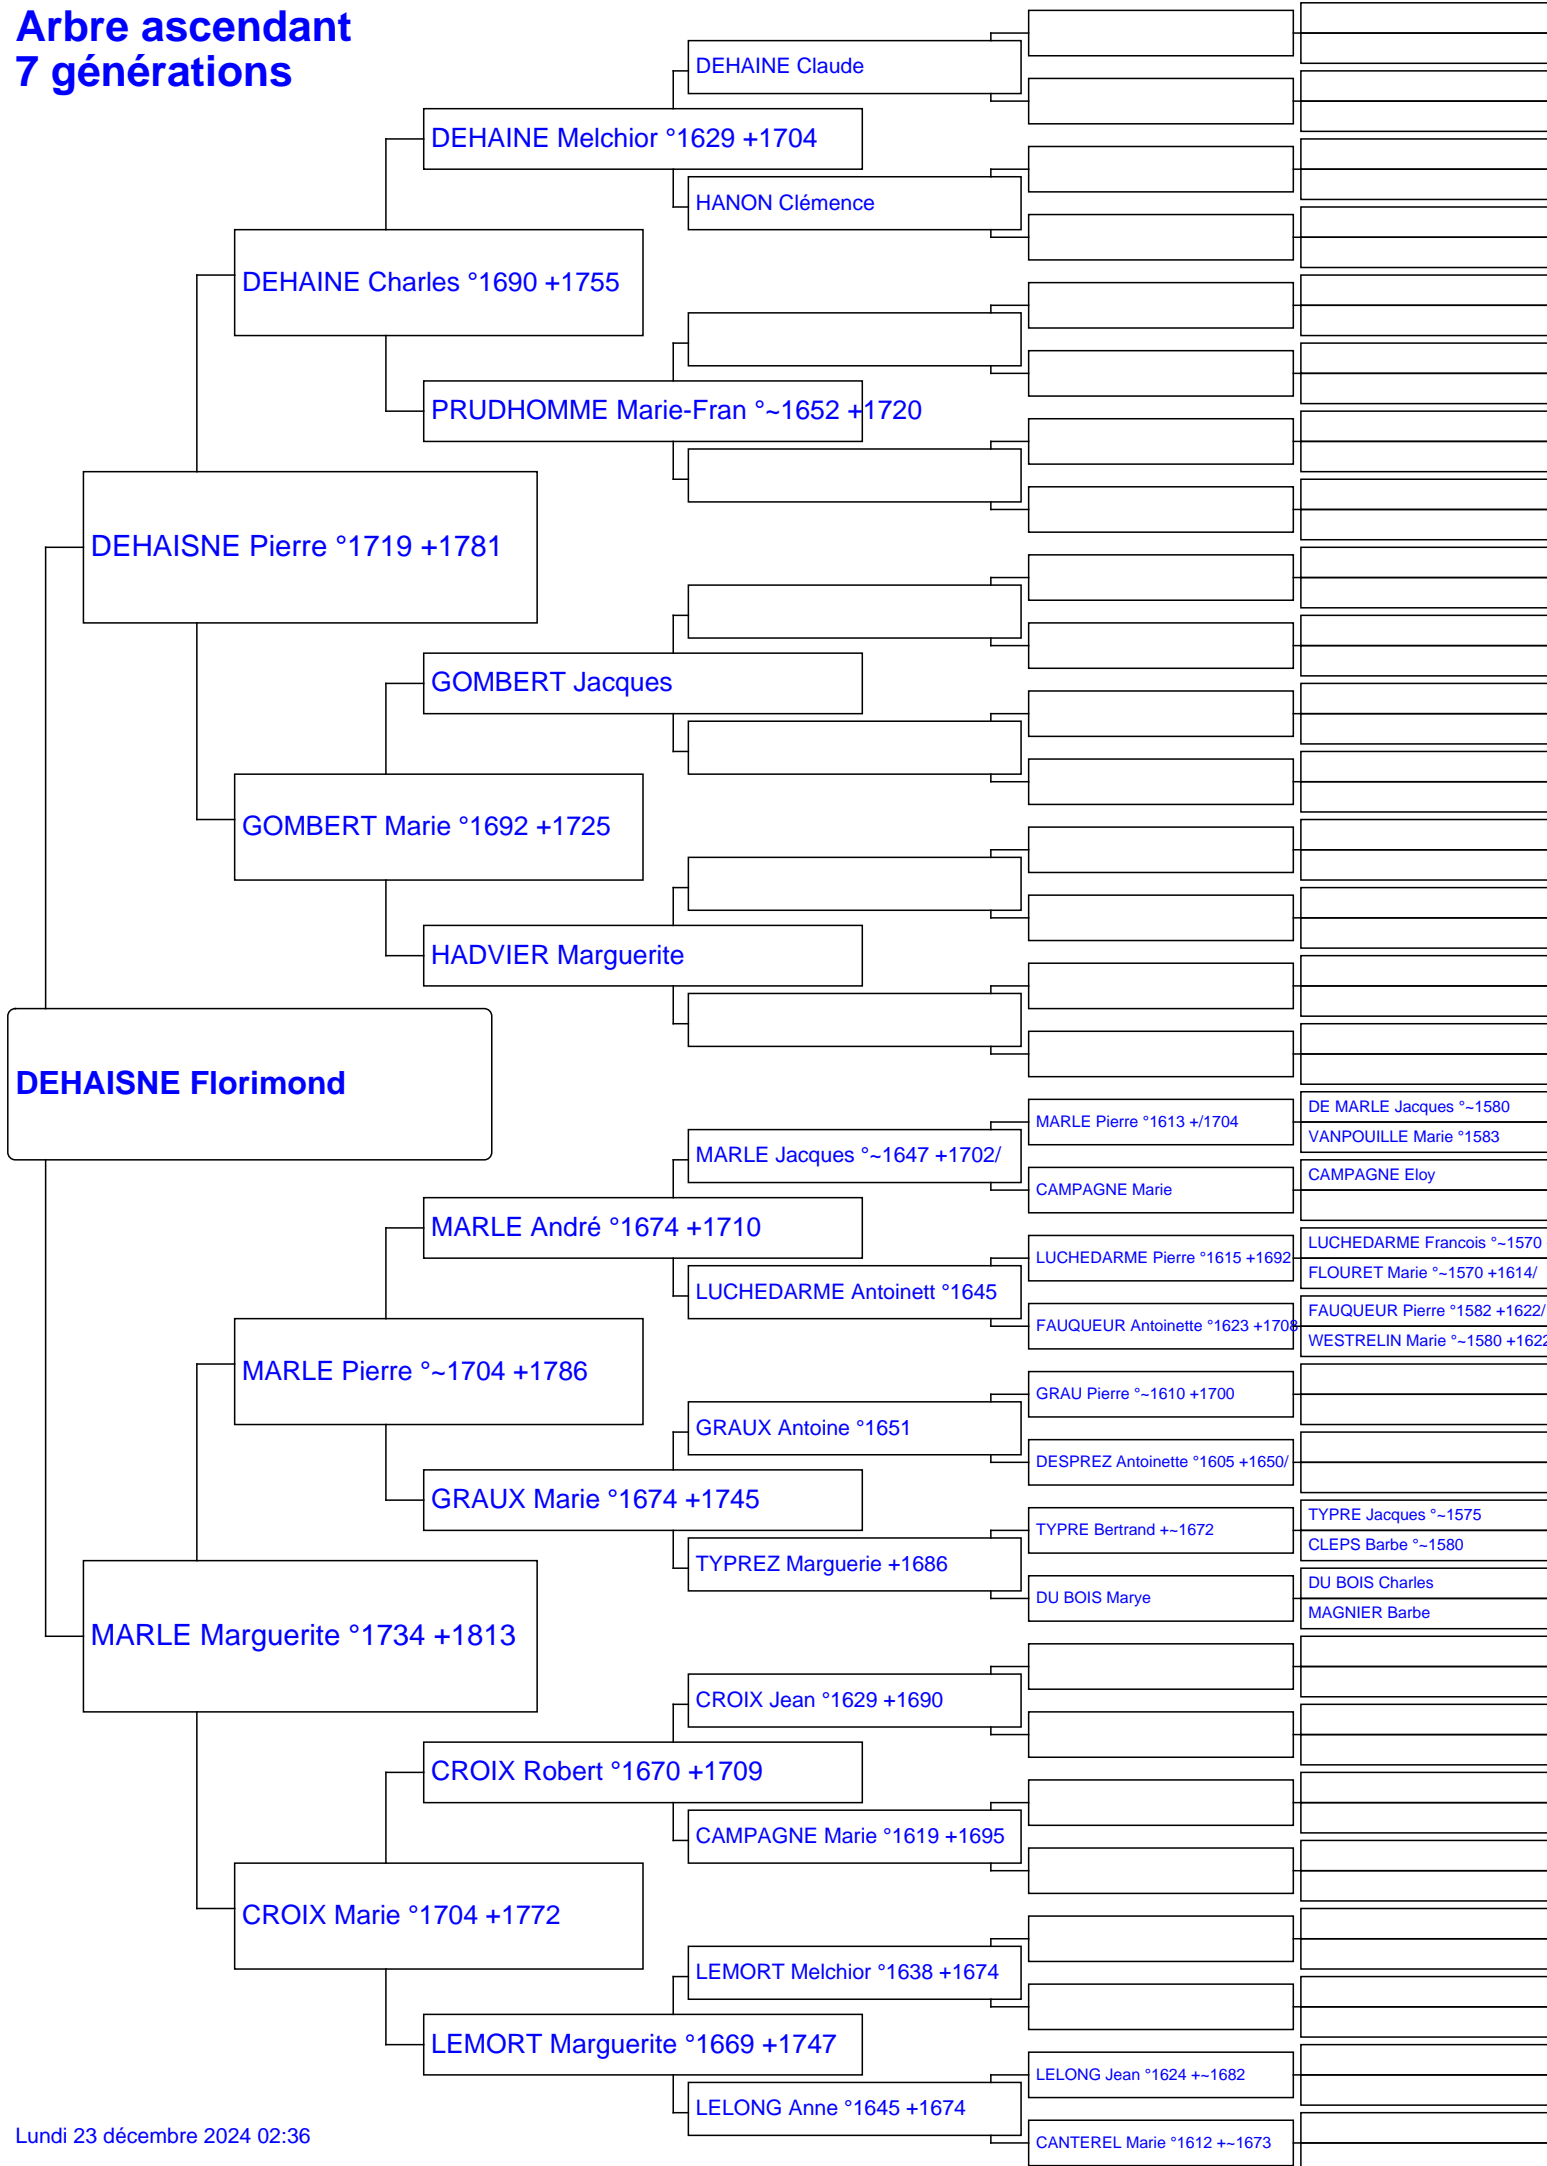 Arbre ascendant
7 générations
DEHAINE Claude
DEHAINE Melchior °1629 +1704
HANON Clémence
DEHAINE Charles °1690 +1755
PRUDHOMME Marie-Fran °~1652 +1720
DEHAISNE Pierre °1719 +1781
GOMBERT Jacques
GOMBERT Marie °1692 +1725
HADVIER Marguerite
DEHAISNE Florimond
DE MARLE Jacques °~1580
MARLE Pierre °1613 +/1704
VANPOUILLE Marie °1583
MARLE Jacques °~1647 +1702/
CAMPAGNE Eloy
CAMPAGNE Marie
MARLE André °1674 +1710
LUCHEDARME Francois °~1570
LUCHEDARME Pierre °1615 +1692
FLOURET Marie °~1570 +1614/
LUCHEDARME Antoinett °1645
FAUQUEUR Pierre °1582 +1622/
FAUQUEUR Antoinette °1623 +1708
WESTRELIN Marie °~1580 +1622
MARLE Pierre °~1704 +1786
GRAU Pierre °~1610 +1700
GRAUX Antoine °1651
DESPREZ Antoinette °1605 +1650/
GRAUX Marie °1674 +1745
TYPRE Jacques °~1575
TYPRE Bertrand +~1672
CLEPS Barbe °~1580
TYPREZ Marguerie +1686
DU BOIS Charles
DU BOIS Marye
MAGNIER Barbe
MARLE Marguerite °1734 +1813
CROIX Jean °1629 +1690
CROIX Robert °1670 +1709
CAMPAGNE Marie °1619 +1695
CROIX Marie °1704 +1772
LEMORT Melchior °1638 +1674
LEMORT Marguerite °1669 +1747
LELONG Jean °1624 +~1682
LELONG Anne °1645 +1674
CANTEREL Marie °1612 +~1673
Lundi 23 décembre 2024 02:36